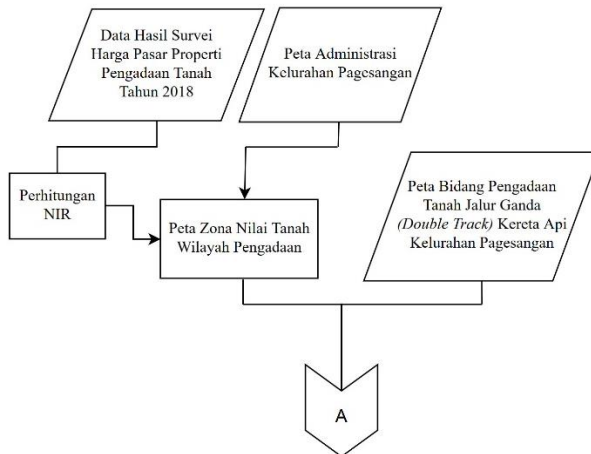 Data Hasil Survei
Harga Pasar Properti
Pengadaan Tanah
Tahun 2018
Peta Administrasi
Kelurahan Pagesangan
Perhitungan
NIR
Peta Zona Nilai Tanah
Wilayah Pengadaan
Peta Bidang Pengadaan
Tanah Jalur Ganda
(Double Track) Kereta Api
Kelurahan Pagesangan
A